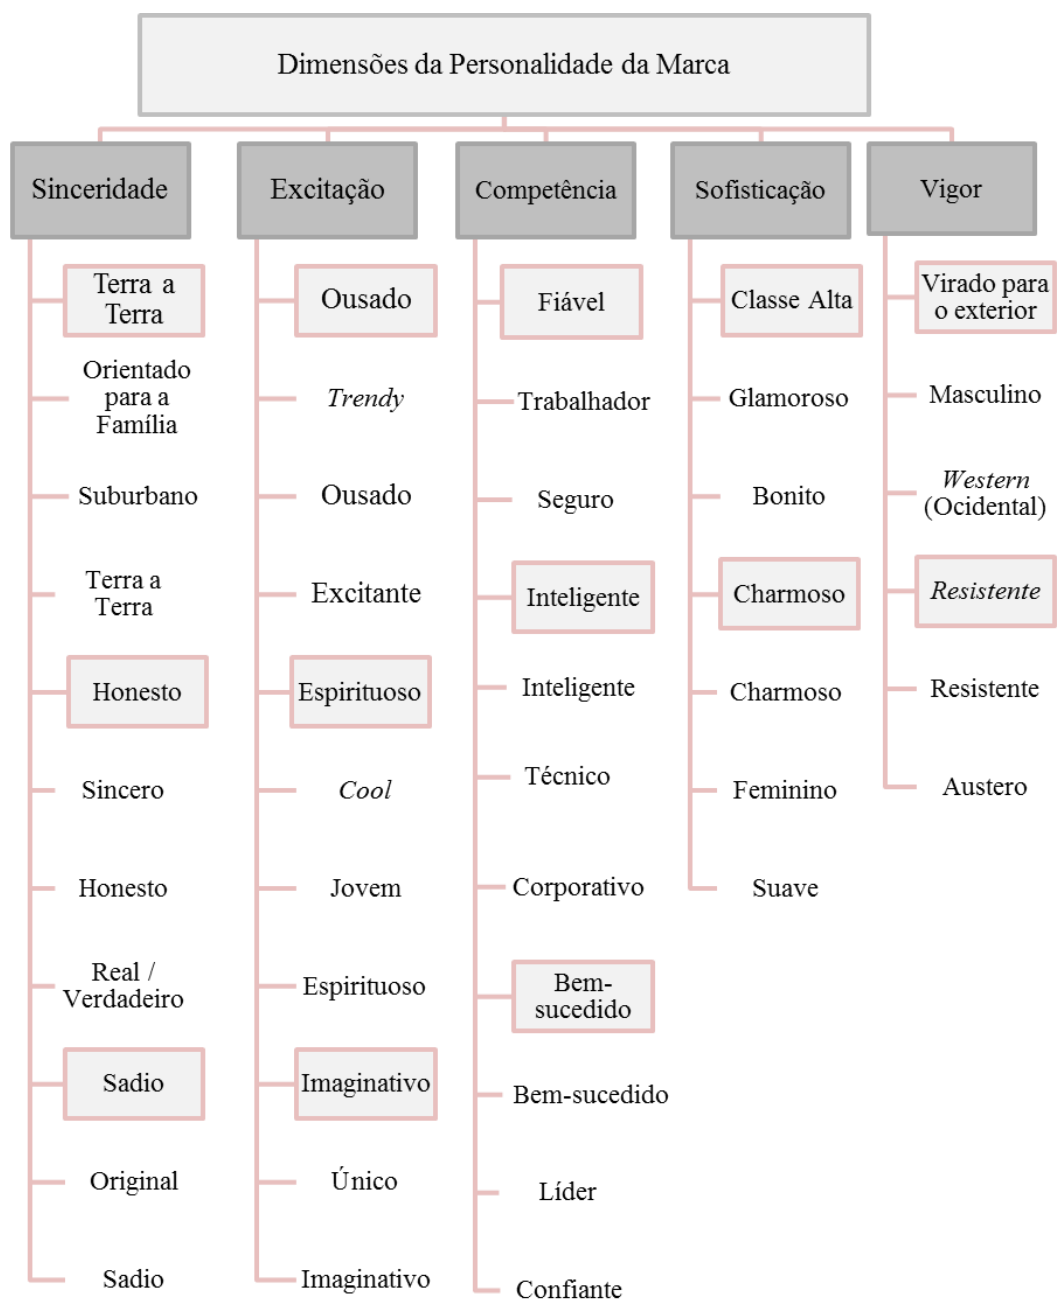 Dimensões da Personalidade da Marca
Sinceridade
Terra a
Terra
Orientado
para a
Família
Suburbano
Terra a
Terra
Honesto
Sincero
Honesto
Real /
Verdadeiro
Sadio
Original
Sadio
Excitação
Ousado
Trendy
Ousado
Excitante
Espirituoso
Cool
Jovem
Espirituoso
Imaginativo
Único
Imaginativo
Competência
Fiável
Trabalhador
Seguro
Inteligente
Inteligente
Técnico
Corporativo
Bem-
sucedido
Bem-sucedido
Líder
Confiante
Sofisticação
Classe Alta
Glamoroso
Bonito
Charmoso
Charmoso
Feminino
Suave
Vigor
Virado para
o exterior
Masculino
Western
(Ocidental)
Resistente
Resistente
Austero